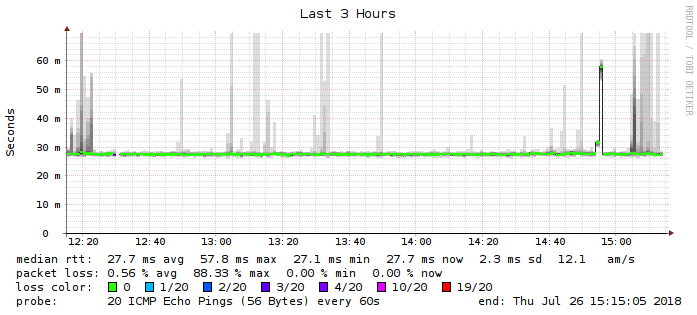 Last 3 Hours
RRDTOOL / TOBI OETIKER
Seconds
60 m
50 m
40 m
30 m
20 m
10 m
0
12:20 12:40 13:00 13:20 13:40 14:00 14:20 14:40 15:00
median rtt: 27.7 ms avg 57.8 ms max 27.1 ms min 27.7 ms now 2.3 ms sd 12.1 am/s
packet loss: 0.56 % avg 88.33 % max 0.00 % min 0.00 % now
loss color: 0 1/20 2/20 3/20 4/20 10/20 19/20
probe: 20 ICMP Echo Pings (56 Bytes) every 60s end: Thu Jul 26 15:15:05 2018